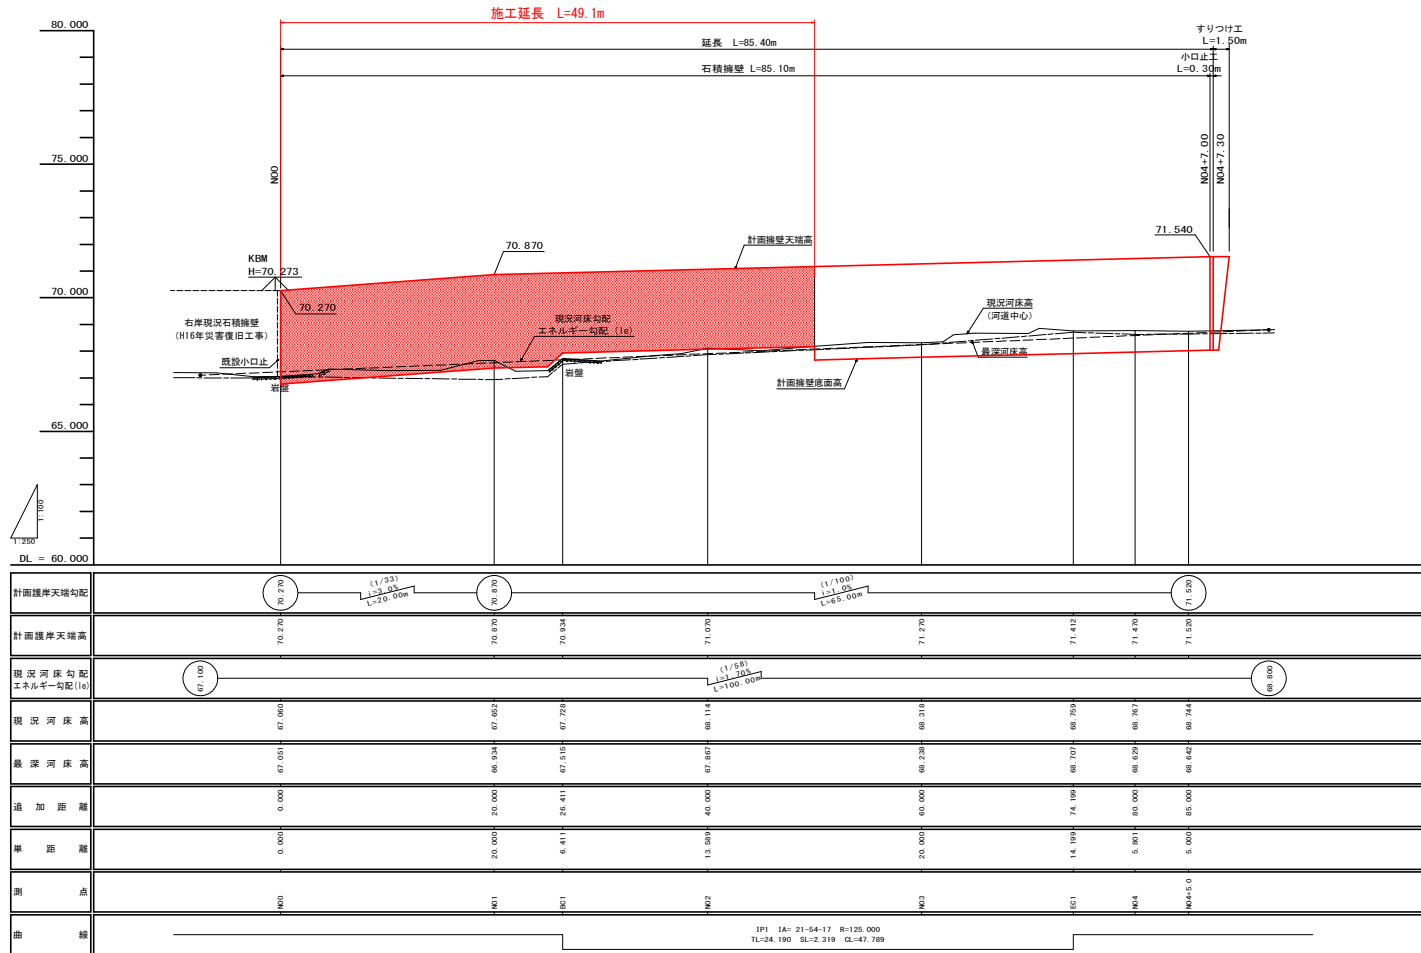 施工延長 L=49.1m
80.000
すりつけ工
L=1.50m
延長 L=85.40m
小口止工
L=0.30m
石積擁壁 L=85.10m
75.000
NO0
NO4+7.00
NO4+7.30
71.540
計画擁壁天端高
70.870
KBM
H=70.273
70.000
70.270
現況河床高
(河道中心)
右岸現況石積擁壁
(H16年災害復旧工事)
現況河床勾配
エネルギー勾配 (Ie)
最深河床高
既設小口止
岩盤
岩盤
計画擁壁底面高
65.000
1:100
1:250
DL = 60.000
計画護岸天端勾配
70.270
(1/33)
i=3.0%
L=20.00m
70.870
(1/100)
i=1.0%
L=65.00m
71.520
計画護岸天端高
70.270
70.870
70.934
71.070
71.270
71.412
71.470
71.520
現況河床勾配
エネルギー勾配(Ie)
67.100
(1/58)
i=1.70%
L=100.00m
68.800
現況河床高
67.060
67.652
67.728
68.114
68.318
68.759
68.767
68.744
最深河床高
67.051
66.934
67.515
67.867
68.238
68.707
68.629
68.642
追加距離
0.000
20.000
26.411
40.000
60.000
74.199
80.000
85.000
単距離
0.000
20.000
6.411
13.589
20.000
14.199
5.801
5.000
測点
NO0
NO1
BC1
NO2
NO3
EC1
NO4
NO4+5.0
曲線
IP1 IA= 21-54-17 R=125.000
TL=24.190 SL=2.319 CL=47.789